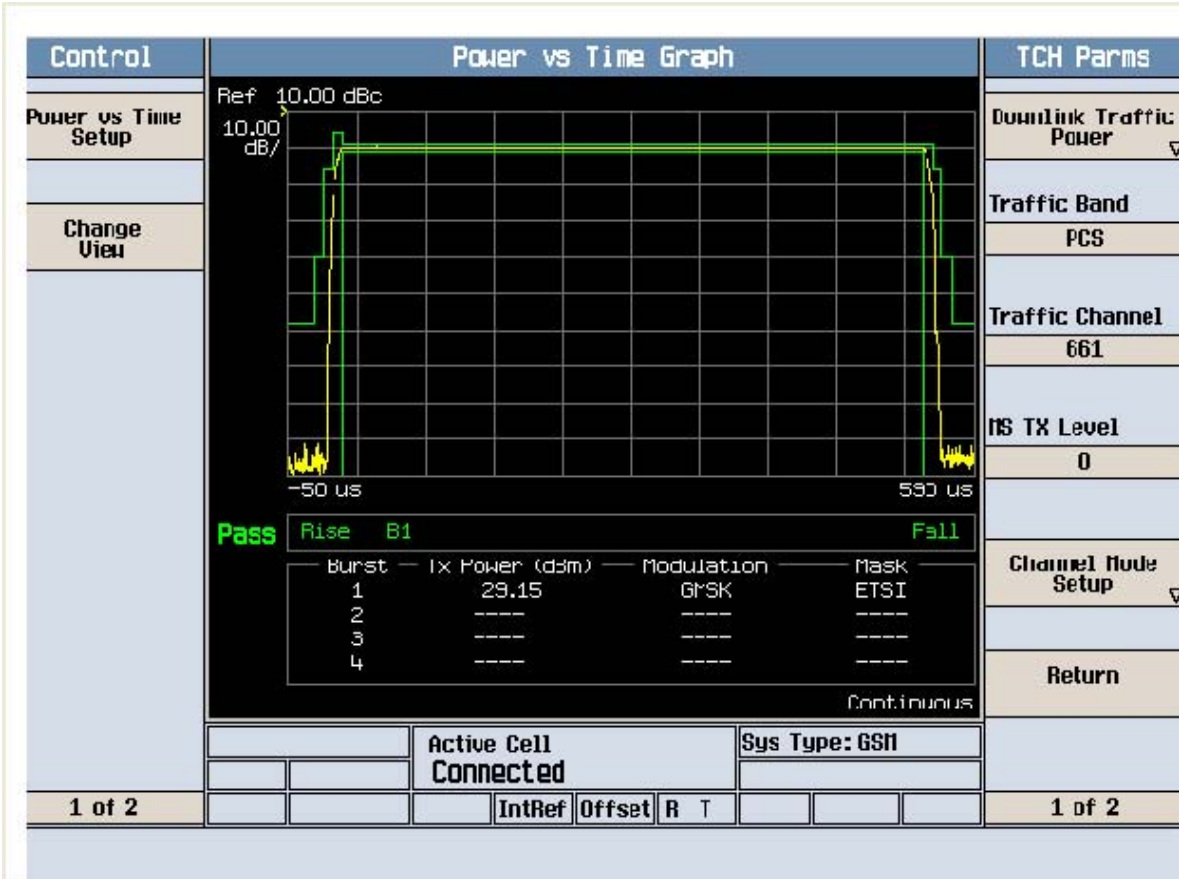 Control
Power vs Time Graph
TCH Parms
Power vs Time
Setup
Change
View
1 of 2
Ref 10.00 dBc
10.00
dB/
-50 us
590 us
Pass
Rise B1 Fall
Burst Tx Power (dBm) Modulation Mask
1 29.15 GMSK ETSI
2 ---- ---- ----
3 ---- ---- ----
4 ---- ---- ----
Continuous
Active Cell
Connected
Sys Type: GSM
IntRef Offset R T
Downlink Traffic
Power
Traffic Band
PCS
Traffic Channel
661
MS TX Level
0
Channel Mode
Setup
Return
1 of 2